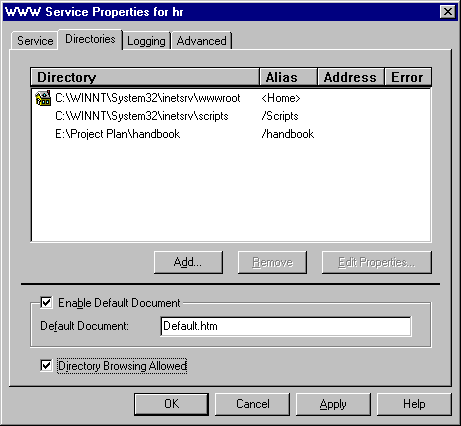 WWW Service Properties for hr
Service Directories Logging Advanced
Directory Alias Address Error
C:\WINNT\System32\inetsrv\wwwroot <Home>
C:\WINNT\System32\inetsrv\scripts /Scripts
E:\Project Plan\handbook /handbook
Add... Remove Edit Properties...
Enable Default Document
Default Document: Default.htm
Directory Browsing Allowed
OK Cancel Apply Help